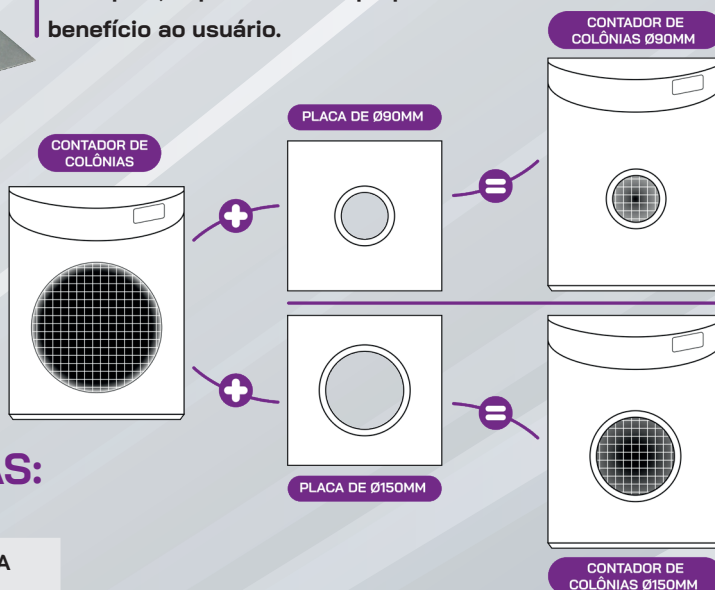 benefício ao usuário.
CONTADOR DE
COLÔNIAS Ø90MM
PLACA DE Ø90MM
CONTADOR DE
COLÔNIAS
PLACA DE Ø150MM
AS:
A
CONTADOR DE
COLÔNIAS Ø150MM